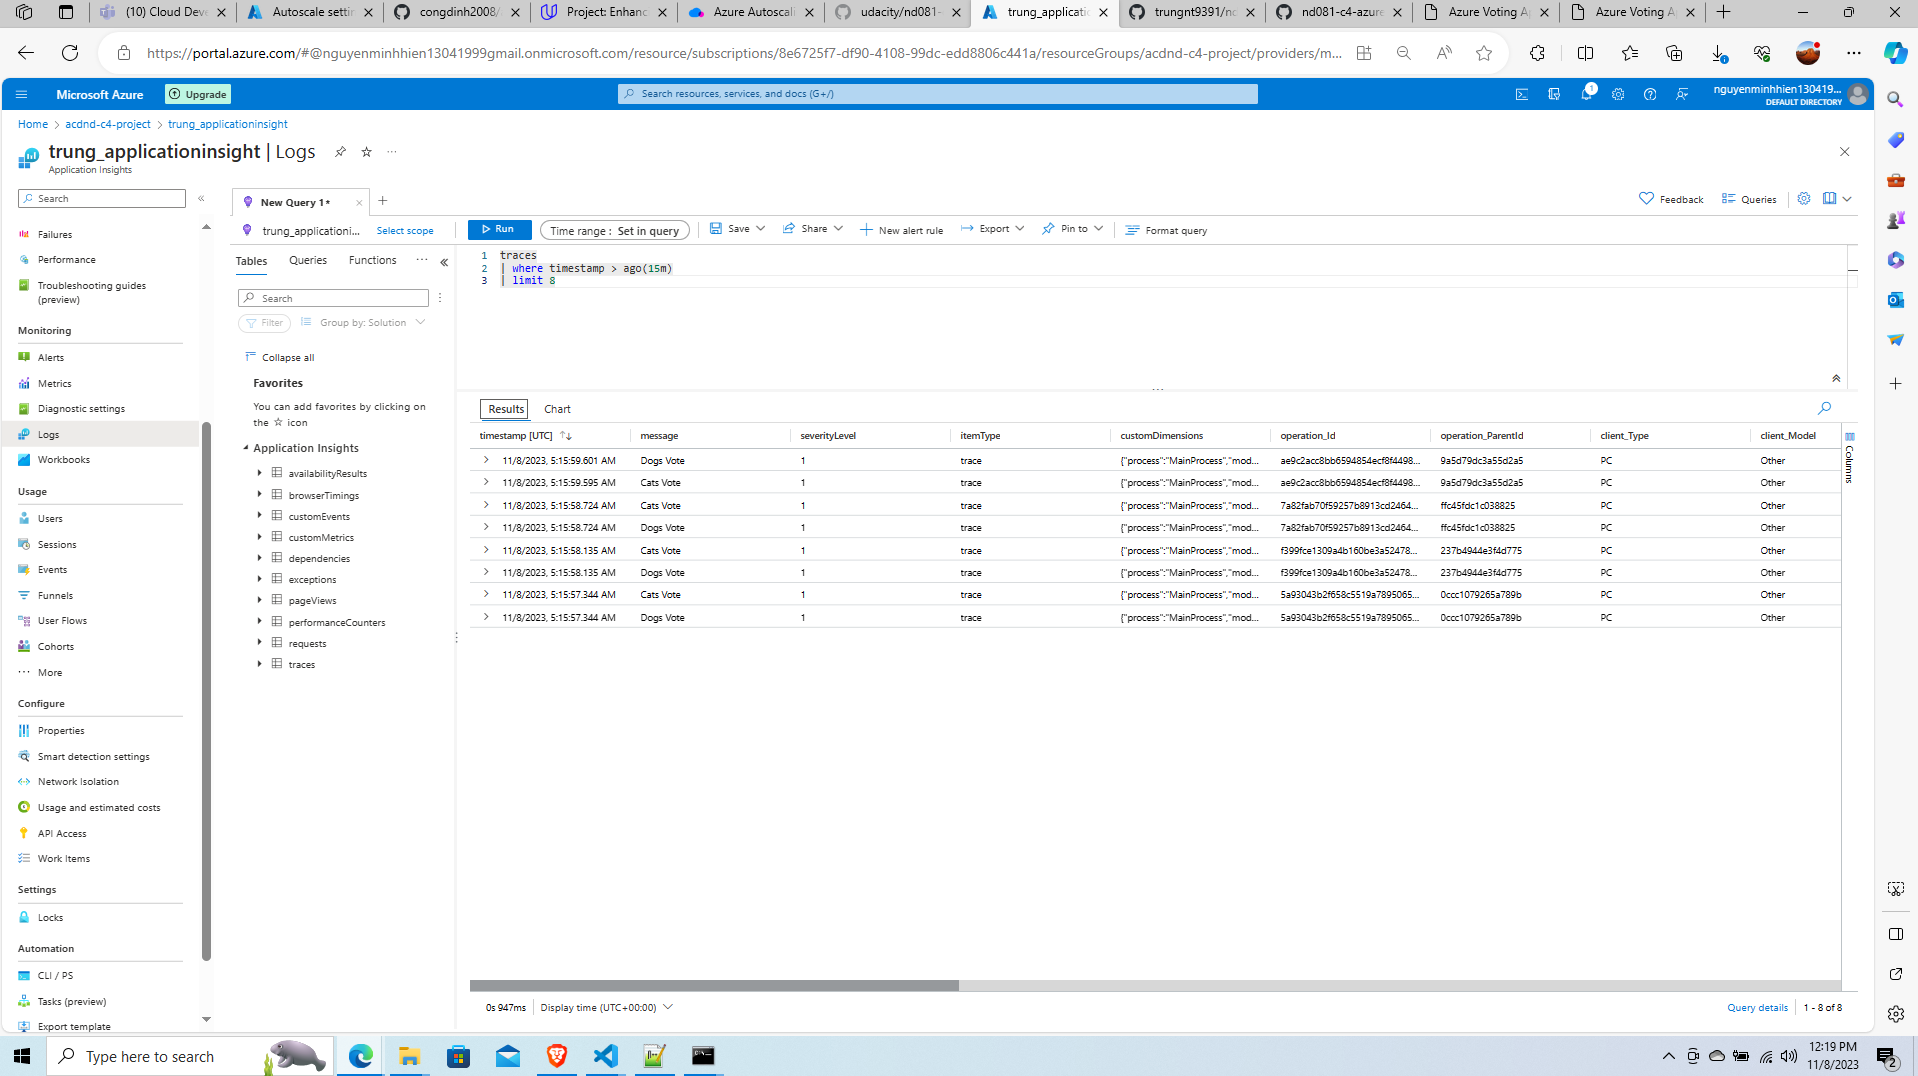 (10) Cloud Deve
Autoscale settin
congdinh2008/
Project: Enhanc
Azure Autoscali
udacity/nd081-
trung_applicatio
trungnt9391/nd
nd081-c4-azure
Azure Voting A
Azure Voting A
https://portal.azure.com/#@nguyenminhhien13041999gmail.onmicrosoft.com/resource/subscriptions/8e6725f7-df90-4108-99dc-edd8806c441a/resourceGroups/acdnd-c4-project/providers/m...
Microsoft Azure
Upgrade
Search resources, services, and docs (G+/)
1
nguyenminhhien130419...
DEFAULT DIRECTORY
Home > acdnd-c4-project > trung_applicationinsight
trung_applicationinsight | Logs
Application Insights
Search
Failures
Performance
Troubleshooting guides
(preview)
Monitoring
Alerts
Metrics
Diagnostic settings
Logs
Workbooks
Usage
Users
Sessions
Events
Funnels
User Flows
Cohorts
More
Configure
Properties
Smart detection settings
Network Isolation
Usage and estimated costs
API Access
Work Items
Settings
Locks
Automation
CLI / PS
Tasks (preview)
Export template
New Query 1*
Feedback
Queries
trung_applicationi...
Select scope
Run
Time range : Set in query
Save
Share
New alert rule
Export
Pin to
Format query
Tables
Queries
Functions
Search
Filter
Group by: Solution
Collapse all
Favorites
You can add favorites by clicking on
the ☆ icon
Application Insights
availabilityResults
browserTimings
customEvents
customMetrics
dependencies
exceptions
pageViews
performanceCounters
requests
traces
1 traces
2 | where timestamp > ago(15m)
3 | limit 8
Results
Chart
timestamp [UTC] message severityLevel itemType customDimensions operation_Id operation_ParentId client_Type client_Model
11/8/2023, 5:15:59.601 AM Dogs Vote 1 trace {"process":"MainProcess","mod... ae9c2acc8bb6594854ecf8f4498... 9a5d79dc3a55d2a5 PC Other
11/8/2023, 5:15:59.595 AM Cats Vote 1 trace {"process":"MainProcess","mod... ae9c2acc8bb6594854ecf8f4498... 9a5d79dc3a55d2a5 PC Other
11/8/2023, 5:15:58.724 AM Cats Vote 1 trace {"process":"MainProcess","mod... 7a82fab70f59257b8913cd2464... ffc45fdc1c038825 PC Other
11/8/2023, 5:15:58.724 AM Dogs Vote 1 trace {"process":"MainProcess","mod... 7a82fab70f59257b8913cd2464... ffc45fdc1c038825 PC Other
11/8/2023, 5:15:58.135 AM Cats Vote 1 trace {"process":"MainProcess","mod... f399fce1309a4b160be3a52478... 237b4944e3f4d775 PC Other
11/8/2023, 5:15:58.135 AM Dogs Vote 1 trace {"process":"MainProcess","mod... f399fce1309a4b160be3a52478... 237b4944e3f4d775 PC Other
11/8/2023, 5:15:57.344 AM Cats Vote 1 trace {"process":"MainProcess","mod... 5a93043b2f658c5519a7895065... 0ccc1079265a789b PC Other
11/8/2023, 5:15:57.344 AM Dogs Vote 1 trace {"process":"MainProcess","mod... 5a93043b2f658c5519a7895065... 0ccc1079265a789b PC Other
Columns
0s 947ms
Display time (UTC+00:00)
Query details
1 - 8 of 8
Type here to search
12:19 PM
11/8/2023
2